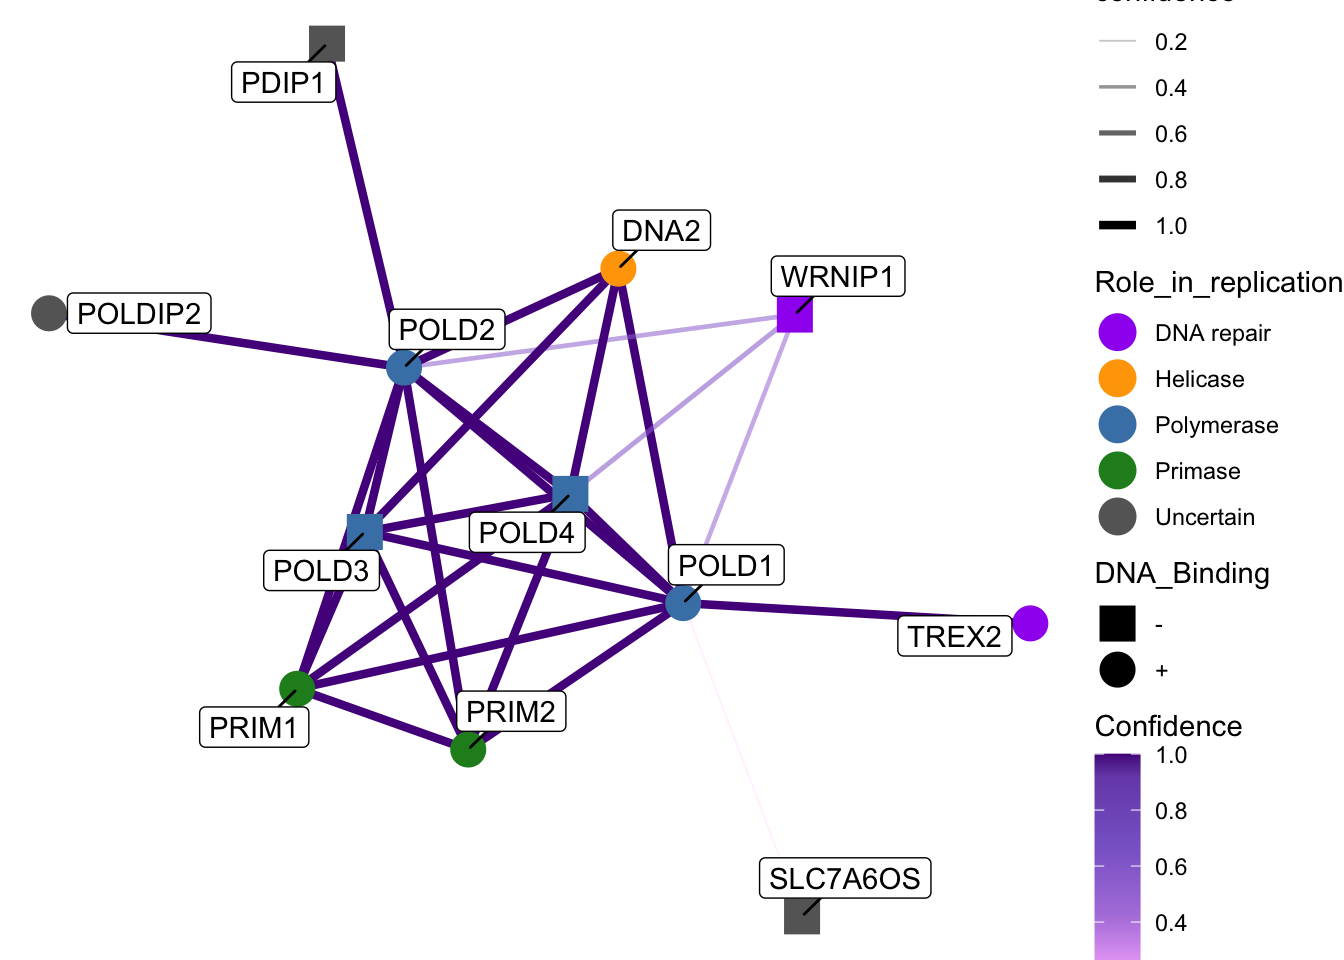 PDIP1
DNA2
WRNIP1
POLDIP2
POLD2
POLD4
POLD3
POLD1
TREX2
PRIM1
PRIM2
SLC7A6OS
0.2
0.4
0.6
0.8
1.0
Role_in_replication
DNA repair
Helicase
Polymerase
Primase
Uncertain
DNA_Binding
-
+
Confidence
1.0
0.8
0.6
0.4